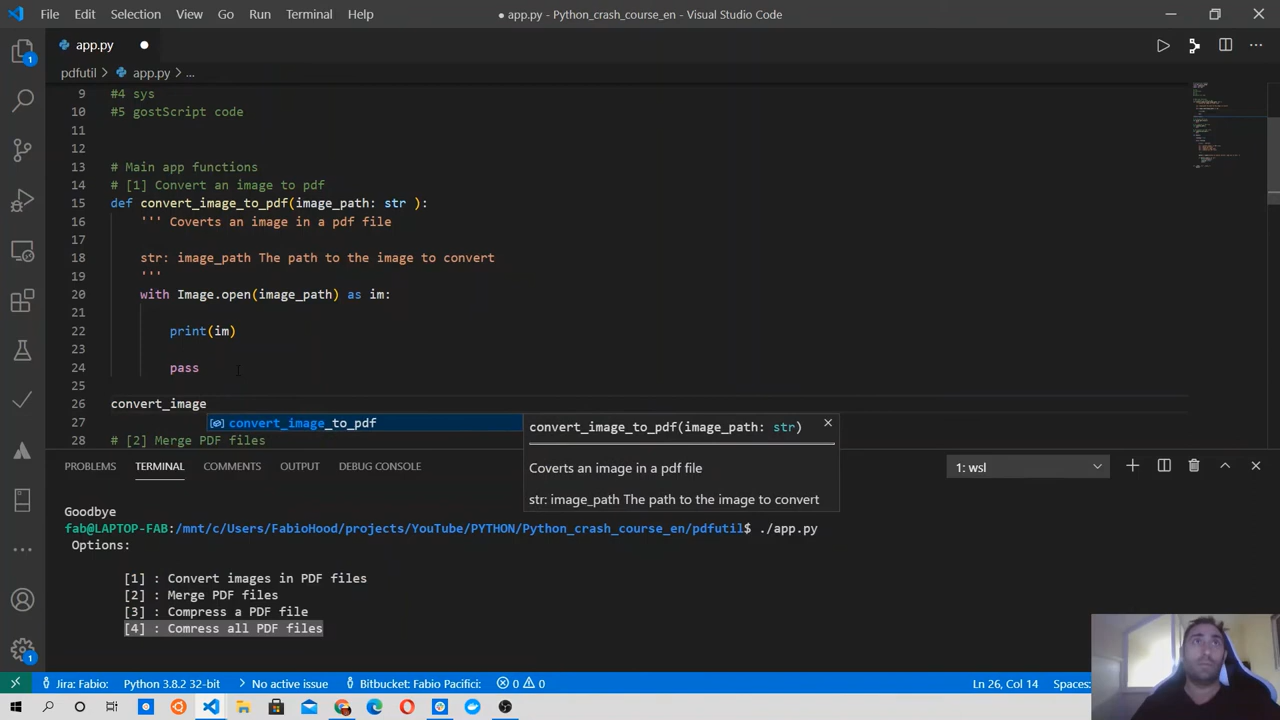 File Edit Selection View Go Run Terminal Help ● app.py - Python_crash_course_en - Visual Studio Code
app.py
pdfutil > app.py > ...
9 #4 sys
10 #5 gostScript code
11
12
13 # Main app functions
14 # [1] Convert an image to pdf
15 def convert_image_to_pdf(image_path: str ):
16 ''' Coverts an image in a pdf file
17
18 str: image_path The path to the image to convert
19 '''
20 with Image.open(image_path) as im:
21
22 print(im)
23
24 pass
25
26 convert_image
convert_image_to_pdf
convert_image_to_pdf(image_path: str)
Coverts an image in a pdf file
str: image_path The path to the image to convert
27
28 # [2] Merge PDF files
PROBLEMS TERMINAL COMMENTS OUTPUT DEBUG CONSOLE 1: wsl
Goodbye
fab@LAPTOP-FAB:/mnt/c/Users/FabioHood/projects/YouTube/PYTHON/Python_crash_course_en/pdfutil$ ./app.py
Options:
[1] : Convert images in PDF files
[2] : Merge PDF files
[3] : Compress a PDF file
[4] : Comress all PDF files
1
1
Jira: Fabio: Python 3.8.2 32-bit No active issue Bitbucket: Fabio Pacifici: 0 0 Ln 26, Col 14 Spaces: